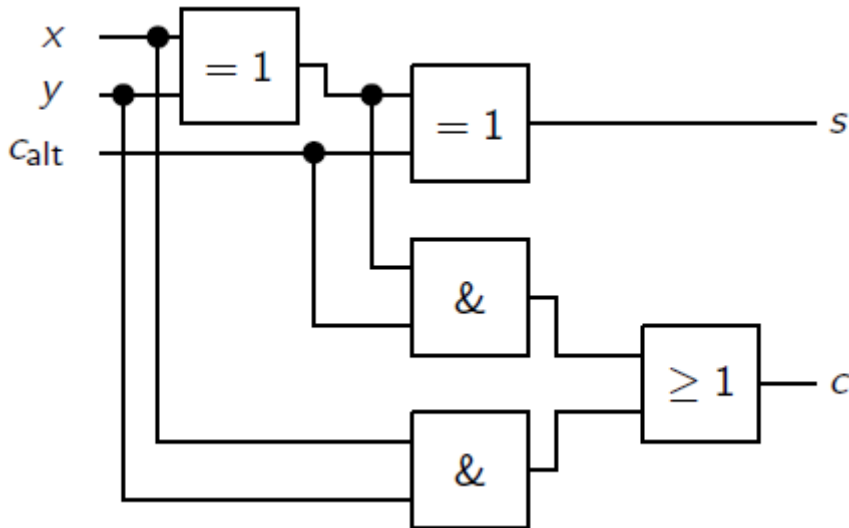 x
= 1
y
= 1
s
c_alt
&
≥ 1
c
&